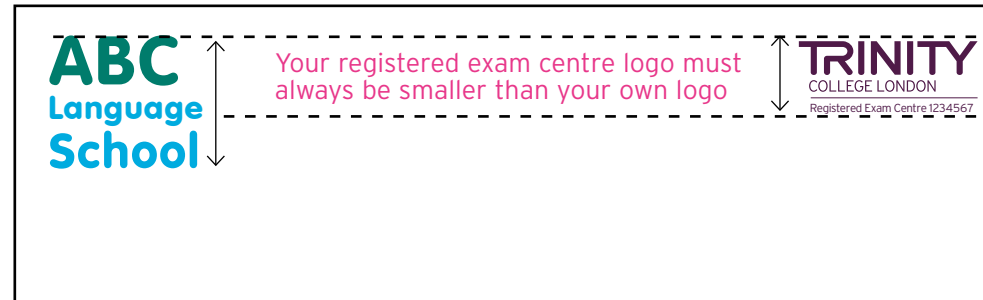 ABC
Language
School
Your registered exam centre logo must
always be smaller than your own logo
TRINITY
COLLEGE LONDON
Registered Exam Centre 1234567